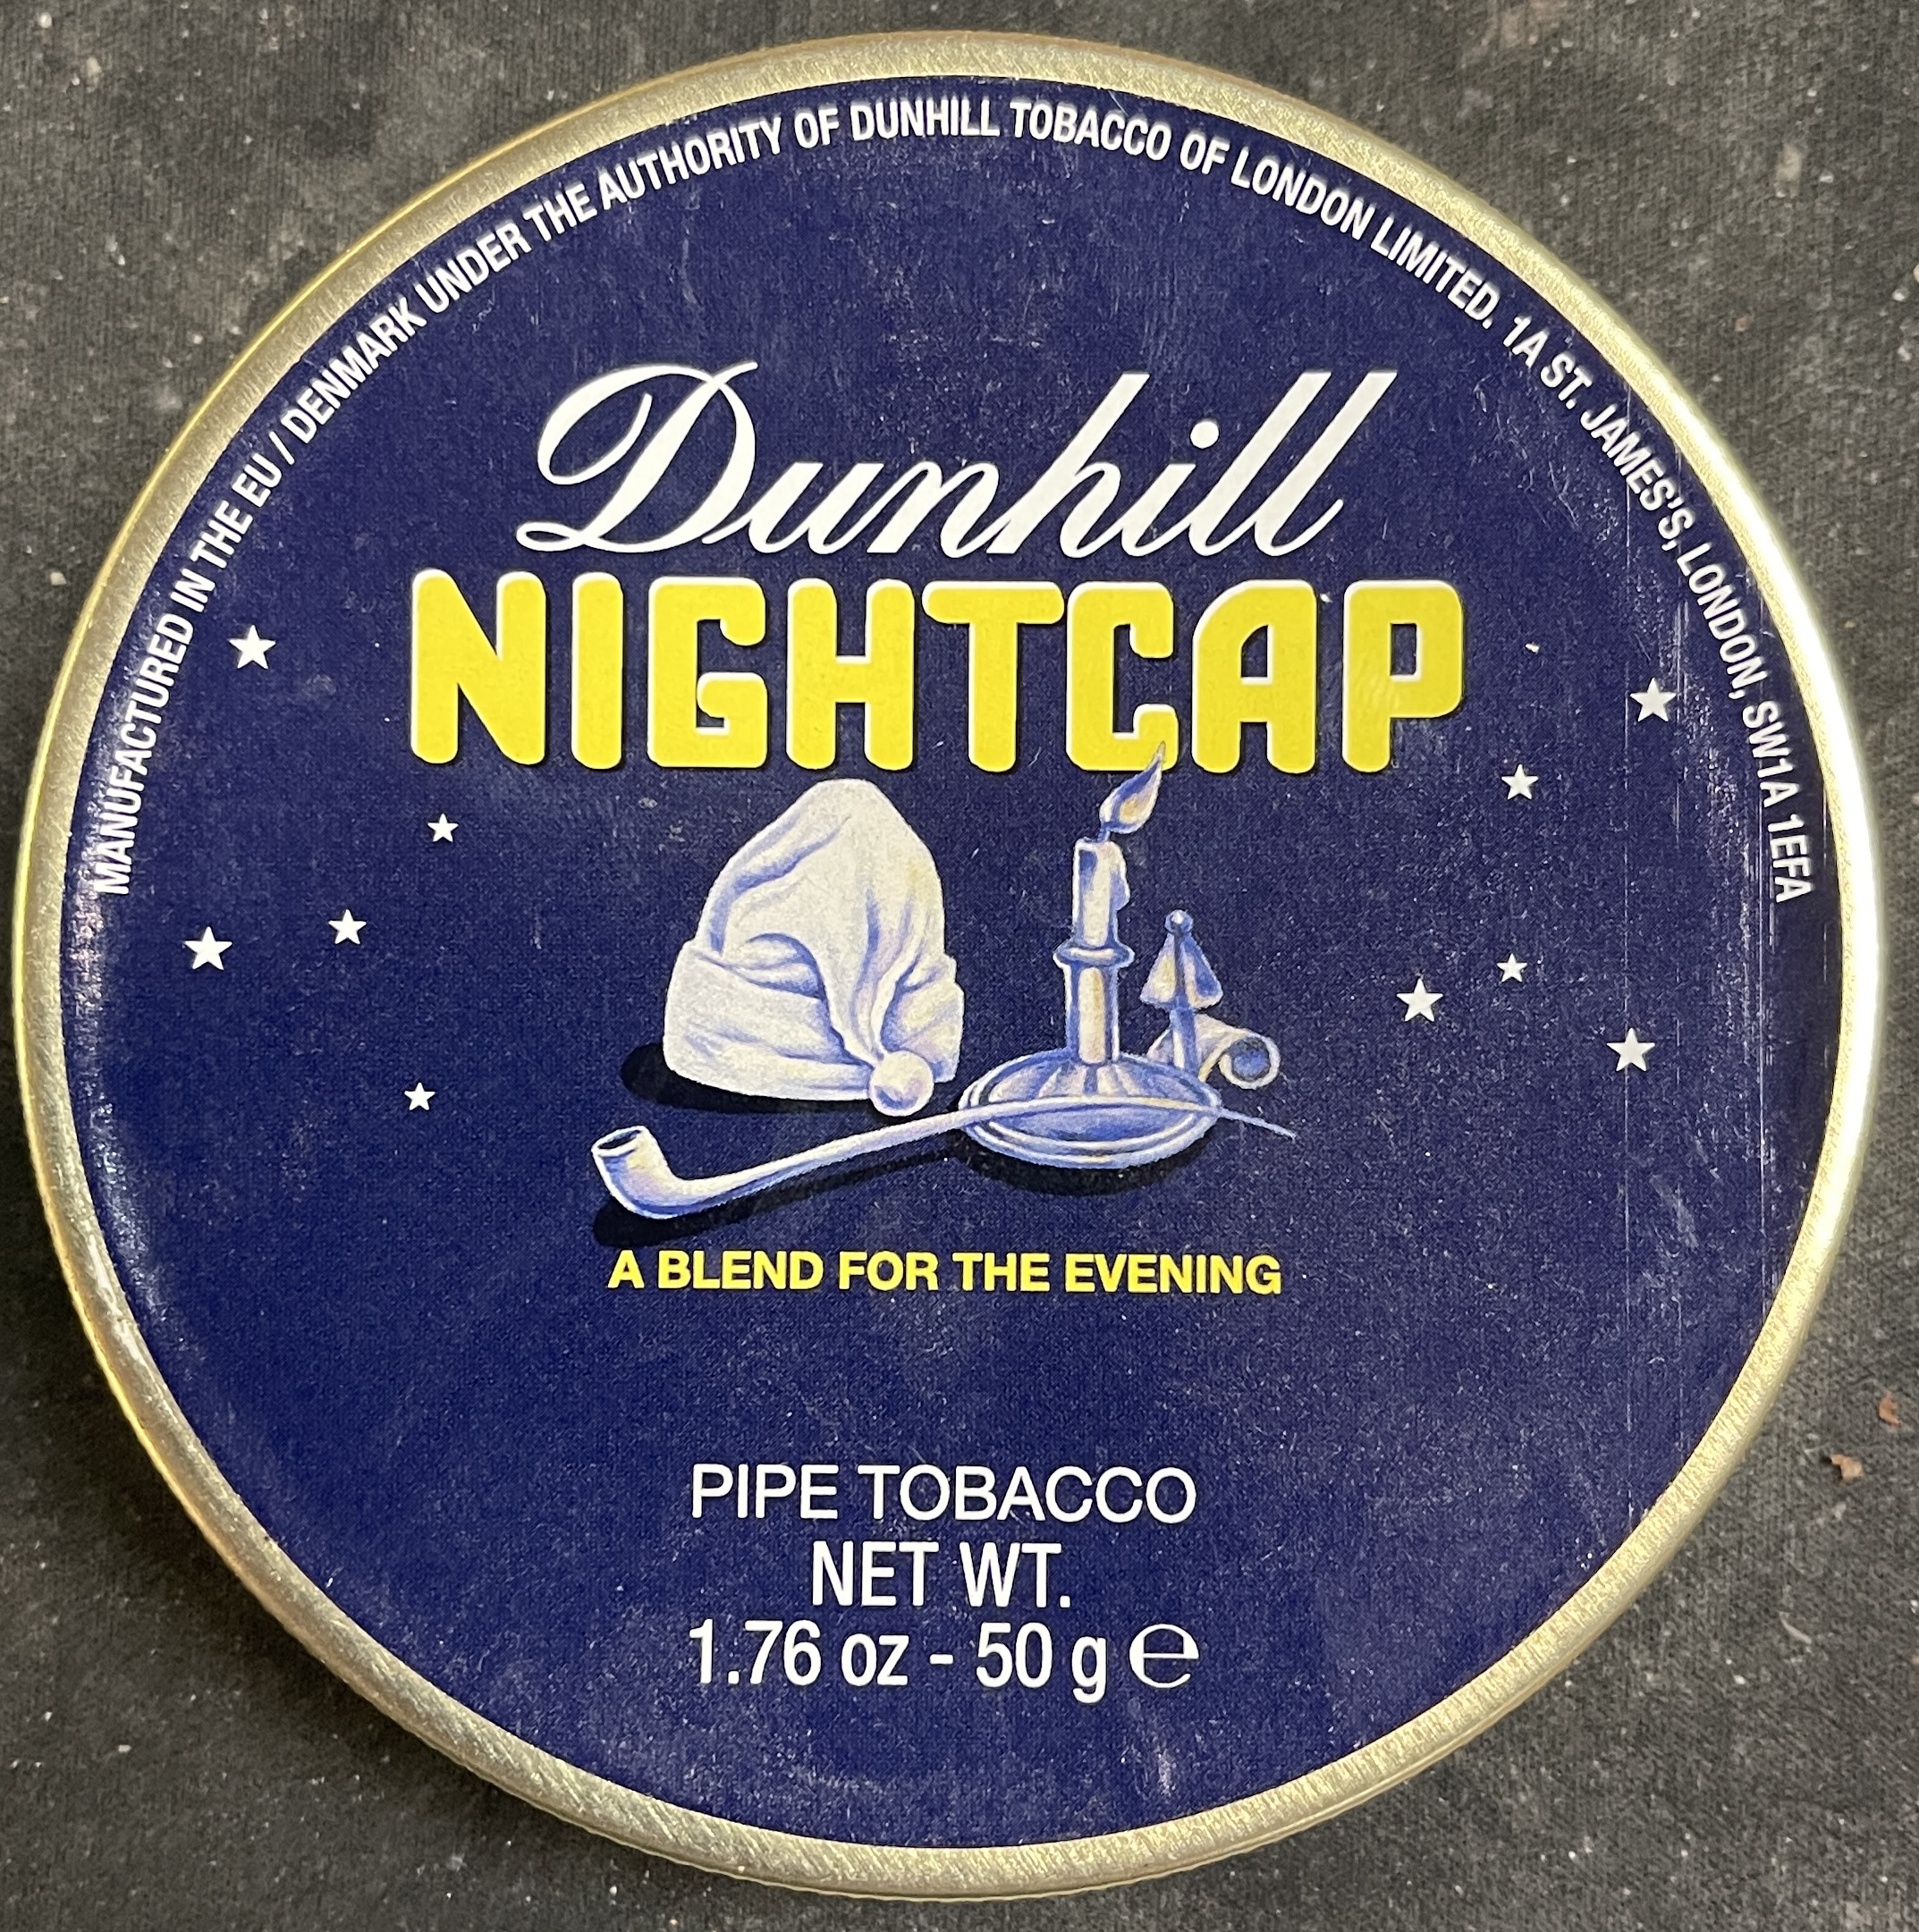 MANUFACTURED IN THE EU / DENMARK UNDER THE AUTHORITY OF DUNHILL TOBACCO OF LONDON LIMITED. 1A ST. JAMES'S, LONDON, SW1A 1EFA
Dunhill
NIGHTCAP
A BLEND FOR THE EVENING
PIPE TOBACCO
NET WT.
1.76 oz - 50 g ℮